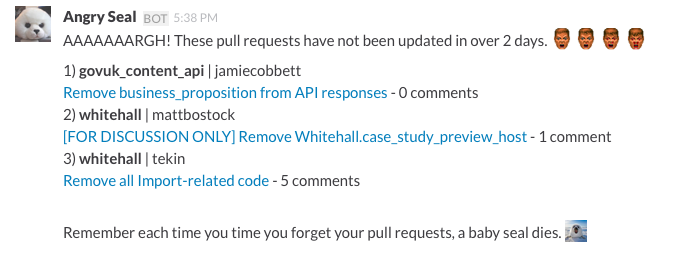 Angry Seal BOT 5:38 PM
AAAAAAARGH! These pull requests have not been updated in over 2 days.
1) govuk_content_api | jamiecobbett
Remove business_proposition from API responses - 0 comments
2) whitehall | mattbostock
[FOR DISCUSSION ONLY] Remove Whitehall.case_study_preview_host - 1 comment
3) whitehall | tekin
Remove all Import-related code - 5 comments
Remember each time you time you forget your pull requests, a baby seal dies.